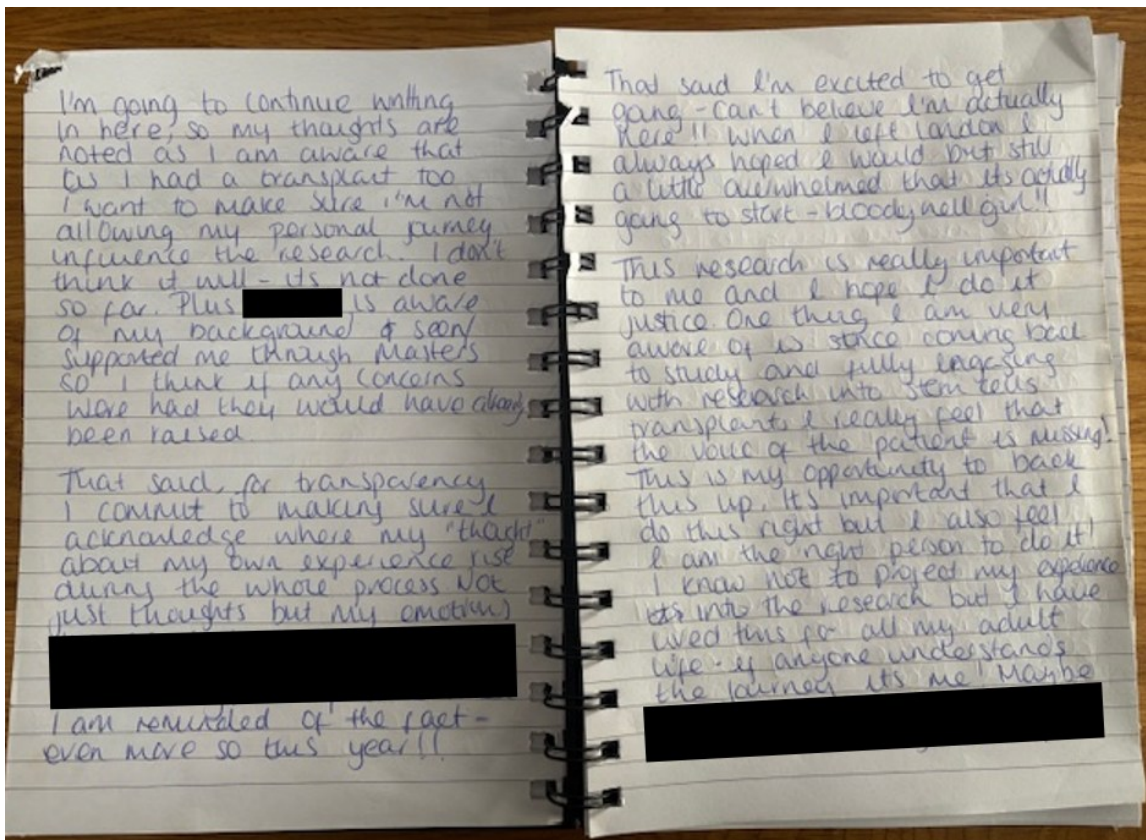 I'm going to continue writing
in here, so my thoughts are
noted as I am aware that
as I had a transplant too
I want to make sure i'm not
allowing my personal journey
influence the research. I don't
think it will - its not done
so far. Plus is aware
of my background & seen/
supported me through Masters
so I think if any concerns
were had they would have already
been raised.
That said, for transparency
I commit to making sure I
acknowledge where my "thought"
about my own experience rise
during the whole process Not
just thoughts but my emotions
I am reminded of the fact -
even more so this year!!
That said I'm excited to get
going - Can't believe I'm actually
here!! When I left London I
always hoped I would but still
a little overwhelmed that its actually
going to start - bloody hell girl!!
This research is really important
to me and I hope I do it
justice. One thing I am very
aware of is since coming back
to study and fully engaging
with research into stem cells
transplant, I really feel that
the voice of the patient is missing!
This is my opportunity to back
this up. It's important that I
do this right but I also feel
I am the right person to do it!
I know not to project my experience
into the research but I have
lived this for all my adult
life - if anyone understands
the journey its me! Maybe